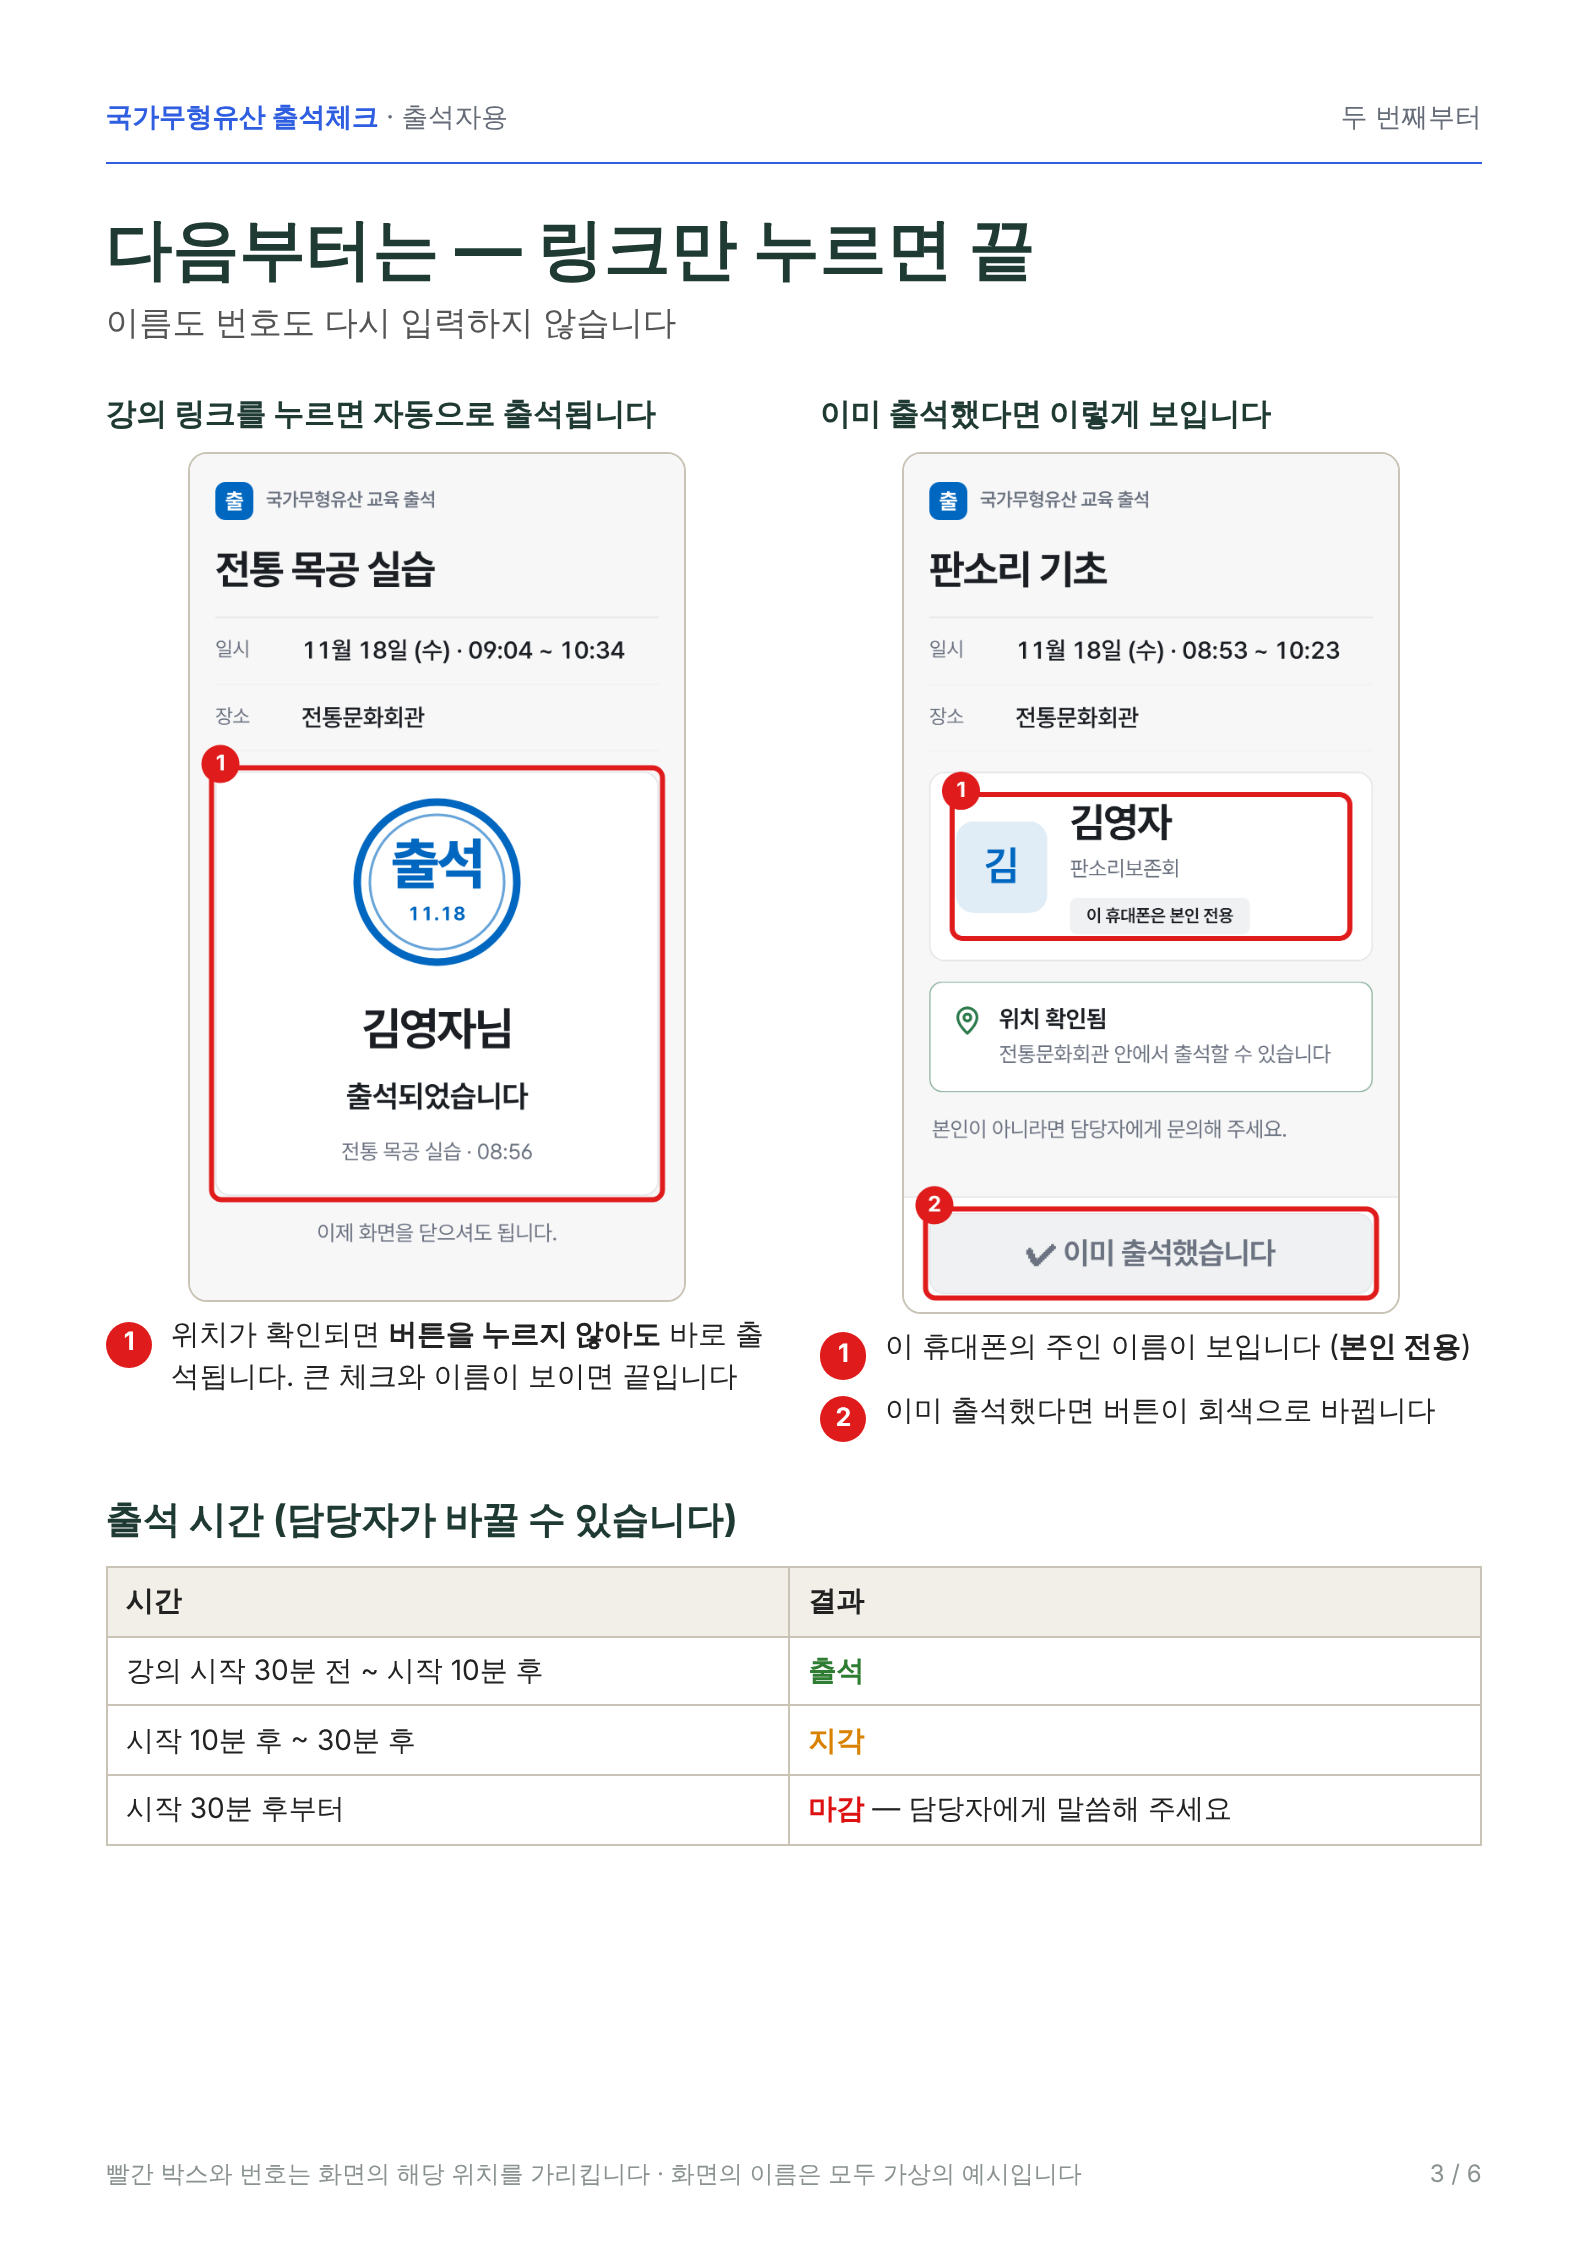 국가무형유산 출석체크 · 출석자용
두 번째부터
다음부터는 — 링크만 누르면 끝
이름도 번호도 다시 입력하지 않습니다
강의 링크를 누르면 자동으로 출석됩니다
출 국가무형유산 교육 출석
전통 목공 실습
일시 11월 18일 (수) · 09:04 ~ 10:34
장소 전통문화회관
1
출석
11.18
김영자님
출석되었습니다
전통 목공 실습 · 08:56
이제 화면을 닫으셔도 됩니다.
1 위치가 확인되면 버튼을 누르지 않아도 바로 출
석됩니다. 큰 체크와 이름이 보이면 끝입니다
이미 출석했다면 이렇게 보입니다
출 국가무형유산 교육 출석
판소리 기초
일시 11월 18일 (수) · 08:53 ~ 10:23
장소 전통문화회관
1
김
김영자
판소리보존회
이 휴대폰은 본인 전용
위치 확인됨
전통문화회관 안에서 출석할 수 있습니다
본인이 아니라면 담당자에게 문의해 주세요.
2
✔ 이미 출석했습니다
1 이 휴대폰의 주인 이름이 보입니다 (본인 전용)
2 이미 출석했다면 버튼이 회색으로 바뀝니다
출석 시간 (담당자가 바꿀 수 있습니다)
시간 결과
강의 시작 30분 전 ~ 시작 10분 후 출석
시작 10분 후 ~ 30분 후 지각
시작 30분 후부터 마감 — 담당자에게 말씀해 주세요
빨간 박스와 번호는 화면의 해당 위치를 가리킵니다 · 화면의 이름은 모두 가상의 예시입니다
3 / 6